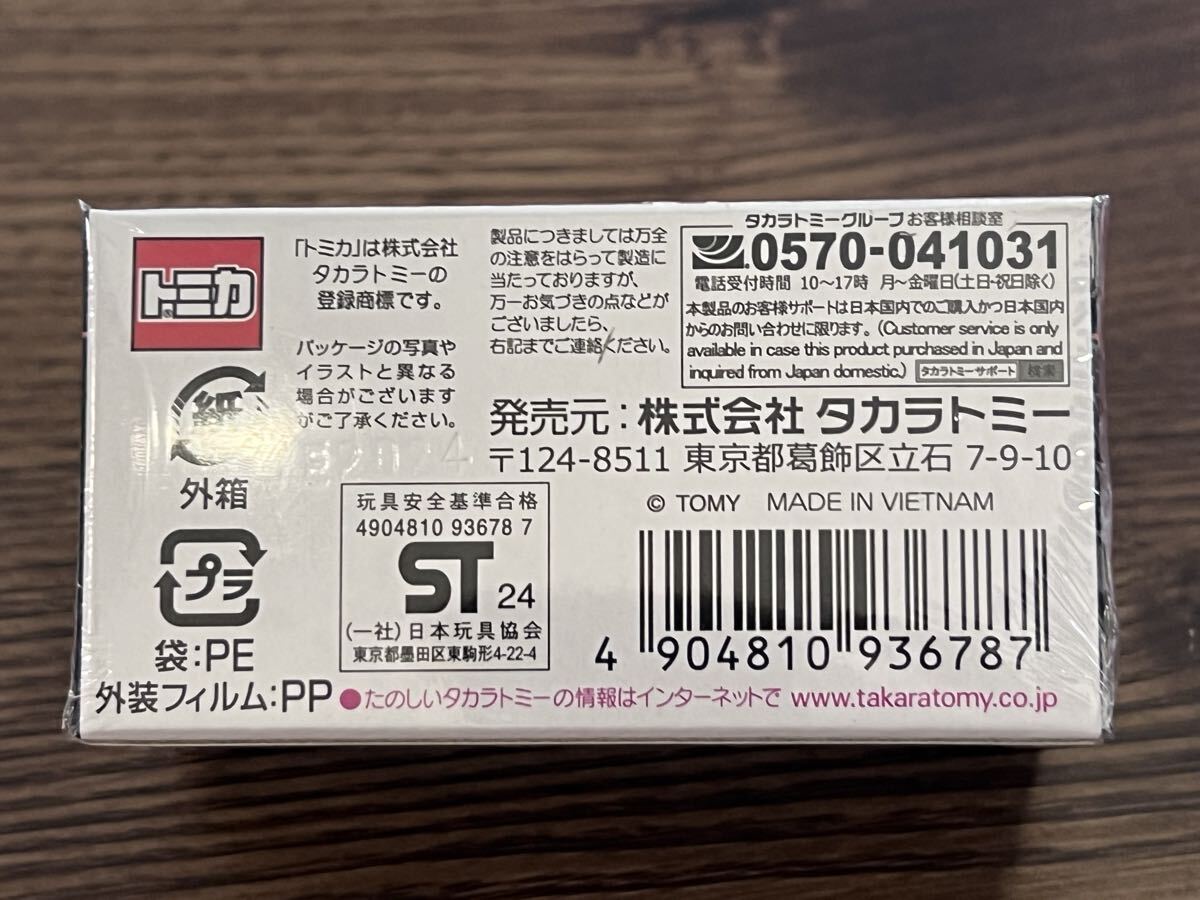 トミカ
「トミカ」は株式会社
タカラトミーの
登録商標です。
パッケージの写真や
イラストと異なる
場合がございます
がご了承ください。
紙
外箱
プラ
袋:PE
外装フィルム:PP
製品につきましては万全
の注意をはらって製造に
当たっておりますが、
万一お気づきの点などが
ございましたら、
右記までご連絡ください。
タカラトミーグループお客様相談室
0570-041031
電話受付時間 10~17時 月~金曜日(土日・祝日除く)
本製品のお客様サポートは日本国内でのご購入かつ日本国内
からのお問い合わせに限ります。(Customer service is only
available in case this product purchased in Japan and
inquired from Japan domestic.) タカラトミーサポート 検索
発売元:株式会社 タカラトミー
〒124-8511 東京都葛飾区立石 7-9-10
玩具安全基準合格
4904810 93678 7
ST 24
(一社)日本玩具協会
東京都墨田区東駒形4-22-4
© TOMY MADE IN VIETNAM
4 904810 936787
●たのしいタカラトミーの情報はインターネットで www.takaratomy.co.jp